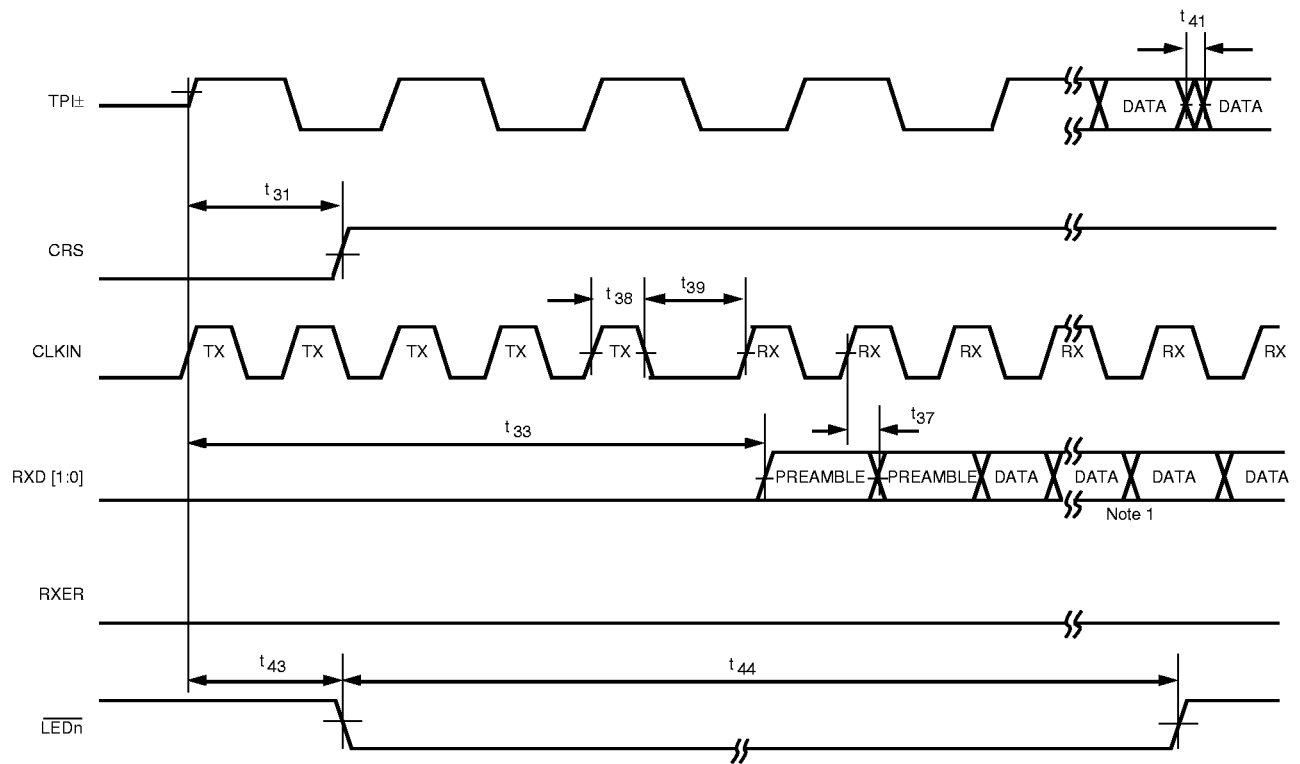 t41
TPI± DATA DATA
t31
CRS
t38 t39
CLKIN TX TX TX TX TX RX RX RX RX RX RX
t33 t37
RXD [1:0] PREAMBLE PREAMBLE DATA DATA DATA DATA
Note 1
RXER
t43 t44
LEDn